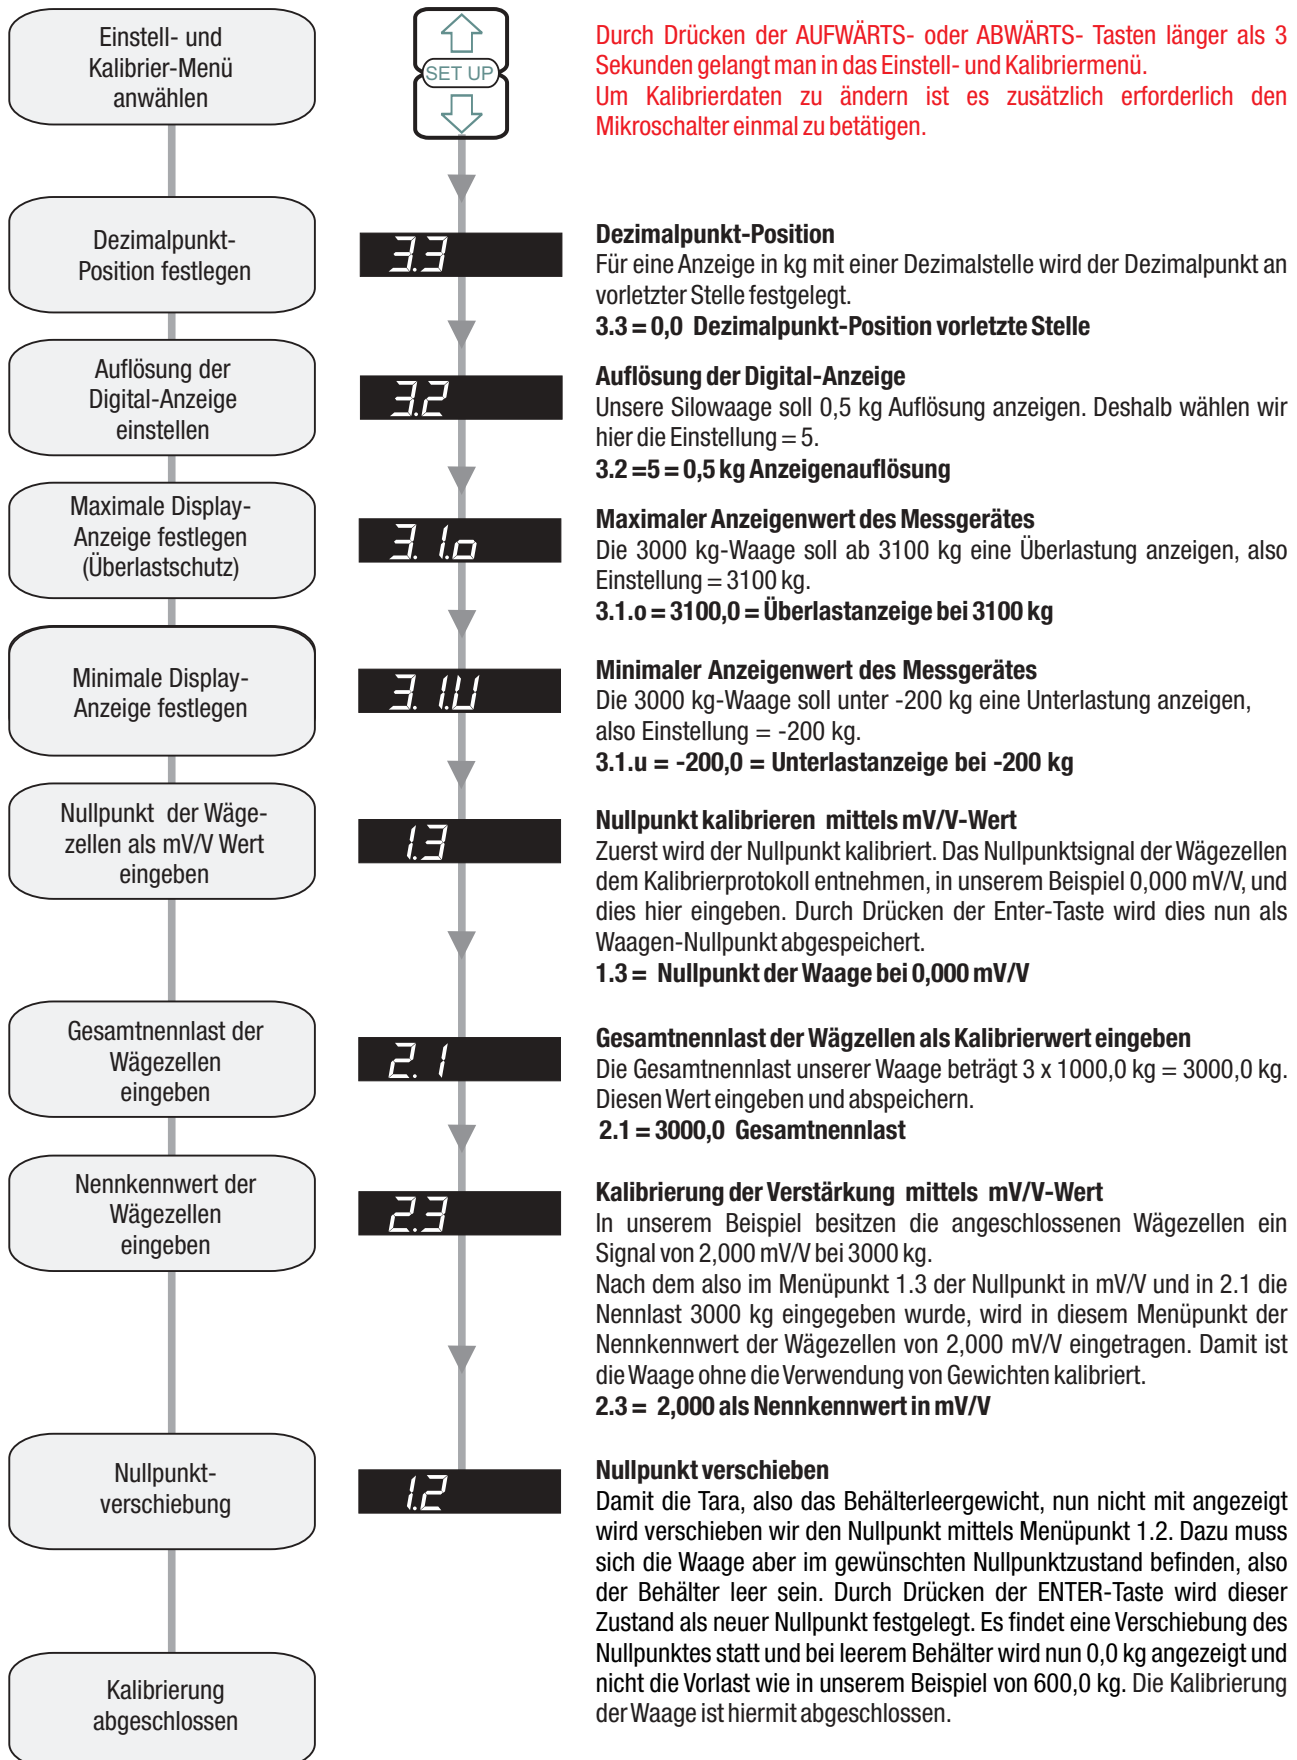 Einstell- und
Kalibrier-Menü
anwählen
SET UP
Durch Drücken der AUFWÄRTS- oder ABWÄRTS- Tasten länger als 3
Sekunden gelangt man in das Einstell- und Kalibriermenü.
Um Kalibrierdaten zu ändern ist es zusätzlich erforderlich den
Mikroschalter einmal zu betätigen.
Dezimalpunkt-
Position festlegen
3.3
Dezimalpunkt-Position
Für eine Anzeige in kg mit einer Dezimalstelle wird der Dezimalpunkt an
vorletzter Stelle festgelegt.
3.3 = 0,0 Dezimalpunkt-Position vorletzte Stelle
Auflösung der
Digital-Anzeige
einstellen
3.2
Auflösung der Digital-Anzeige
Unsere Silowaage soll 0,5 kg Auflösung anzeigen. Deshalb wählen wir
hier die Einstellung = 5.
3.2 =5 = 0,5 kg Anzeigenauflösung
Maximale Display-
Anzeige festlegen
(Überlastschutz)
3.1.o
Maximaler Anzeigenwert des Messgerätes
Die 3000 kg-Waage soll ab 3100 kg eine Überlastung anzeigen, also
Einstellung = 3100 kg.
3.1.o = 3100,0 = Überlastanzeige bei 3100 kg
Minimale Display-
Anzeige festlegen
3.1.U
Minimaler Anzeigenwert des Messgerätes
Die 3000 kg-Waage soll unter -200 kg eine Unterlastung anzeigen,
also Einstellung = -200 kg.
3.1.u = -200,0 = Unterlastanzeige bei -200 kg
Nullpunkt der Wäge-
zellen als mV/V Wert
eingeben
1.3
Nullpunkt kalibrieren mittels mV/V-Wert
Zuerst wird der Nullpunkt kalibriert. Das Nullpunktsignal der Wägezellen
dem Kalibrierprotokoll entnehmen, in unserem Beispiel 0,000 mV/V, und
dies hier eingeben. Durch Drücken der Enter-Taste wird dies nun als
Waagen-Nullpunkt abgespeichert.
1.3 = Nullpunkt der Waage bei 0,000 mV/V
Gesamtnennlast der
Wägezellen
eingeben
2.1
Gesamtnennlast der Wägzellen als Kalibrierwert eingeben
Die Gesamtnennlast unserer Waage beträgt 3 x 1000,0 kg = 3000,0 kg.
Diesen Wert eingeben und abspeichern.
2.1 = 3000,0 Gesamtnennlast
Nennkennwert der
Wägezellen
eingeben
2.3
Kalibrierung der Verstärkung mittels mV/V-Wert
In unserem Beispiel besitzen die angeschlossenen Wägezellen ein
Signal von 2,000 mV/V bei 3000 kg.
Nach dem also im Menüpunkt 1.3 der Nullpunkt in mV/V und in 2.1 die
Nennlast 3000 kg eingegeben wurde, wird in diesem Menüpunkt der
Nennkennwert der Wägezellen von 2,000 mV/V eingetragen. Damit ist
die Waage ohne die Verwendung von Gewichten kalibriert.
2.3 = 2,000 als Nennkennwert in mV/V
Nullpunkt-
verschiebung
1.2
Nullpunkt verschieben
Damit die Tara, also das Behälterleergewicht, nun nicht mit angezeigt
wird verschieben wir den Nullpunkt mittels Menüpunkt 1.2. Dazu muss
sich die Waage aber im gewünschten Nullpunktzustand befinden, also
der Behälter leer sein. Durch Drücken der ENTER-Taste wird dieser
Zustand als neuer Nullpunkt festgelegt. Es findet eine Verschiebung des
Nullpunktes statt und bei leerem Behälter wird nun 0,0 kg angezeigt und
nicht die Vorlast wie in unserem Beispiel von 600,0 kg. Die Kalibrierung
der Waage ist hiermit abgeschlossen.
Kalibrierung
abgeschlossen